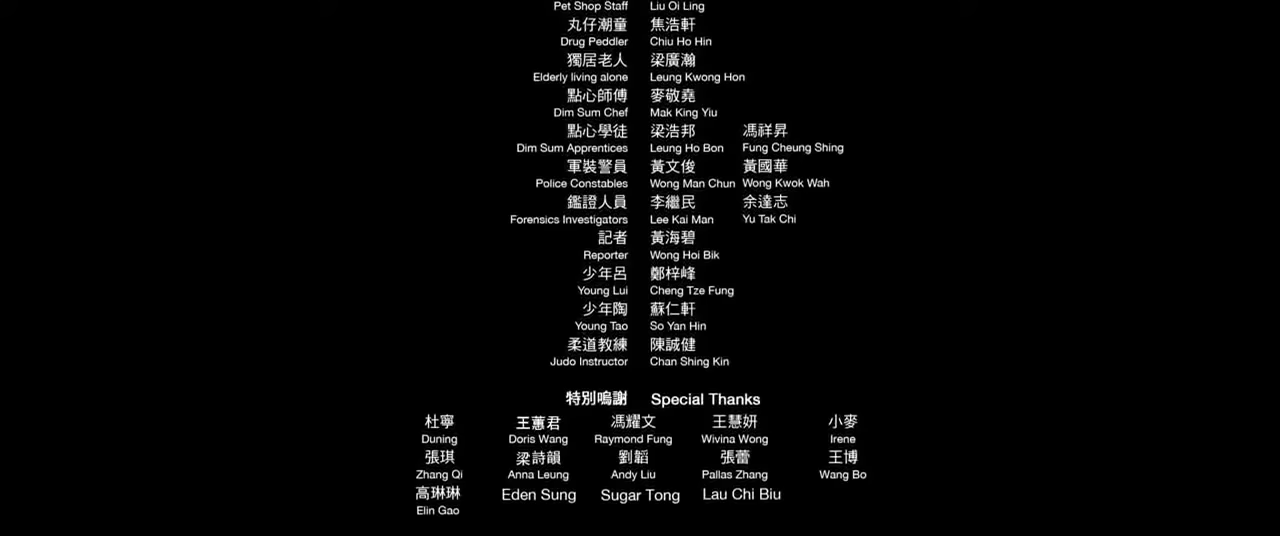 Pet Shop Staff Liu Oi Ling
丸仔潮童 焦浩軒
Drug Peddler Chiu Ho Hin
獨居老人 梁廣瀚
Elderly living alone Leung Kwong Hon
點心師傅 麥敬堯
Dim Sum Chef Mak King Yiu
點心學徒 梁浩邦 馮祥昇
Dim Sum Apprentices Leung Ho Bon Fung Cheung Shing
軍裝警員 黃文俊 黃國華
Police Constables Wong Man Chun Wong Kwok Wah
鑑證人員 李繼民 余達志
Forensics Investigators Lee Kai Man Yu Tak Chi
記者 黃海碧
Reporter Wong Hoi Bik
少年呂 鄭梓峰
Young Lui Cheng Tze Fung
少年陶 蘇仁軒
Young Tao So Yan Hin
柔道教練 陳誠健
Judo Instructor Chan Shing Kin
特別鳴謝 Special Thanks
杜寧 王蕙君 馮耀文 王慧妍 小麥
Duning Doris Wang Raymond Fung Wivina Wong Irene
張琪 梁詩韻 劉韜 張蕾 王博
Zhang Qi Anna Leung Andy Liu Pallas Zhang Wang Bo
高琳琳 Eden Sung Sugar Tong Lau Chi Biu
Elin Gao